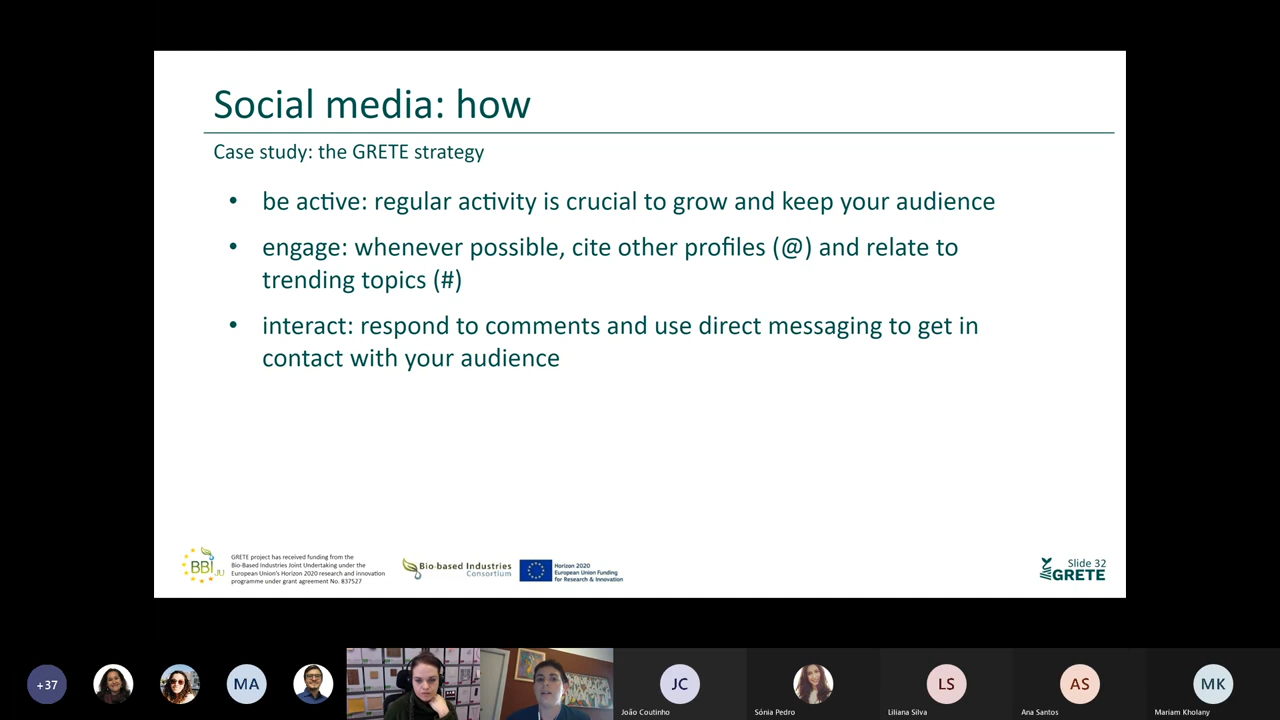 Social media: how
Case study: the GRETE strategy
• be active: regular activity is crucial to grow and keep your audience
• engage: whenever possible, cite other profiles (@) and relate to
trending topics (#)
• interact: respond to comments and use direct messaging to get in
contact with your audience
BBI JU
GRETE project has received funding from the
Bio-Based Industries Joint Undertaking under the
European Union's Horizon 2020 research and innovation
programme under grant agreement No. 837527
Bio-based Industries
Consortium
Horizon 2020
European Union Funding
for Research & Innovation
Slide 32
GRETE
+37
MA
JC
João Coutinho
Sónia Pedro
LS
Liliana Silva
AS
Ana Santos
MK
Mariam Kholany